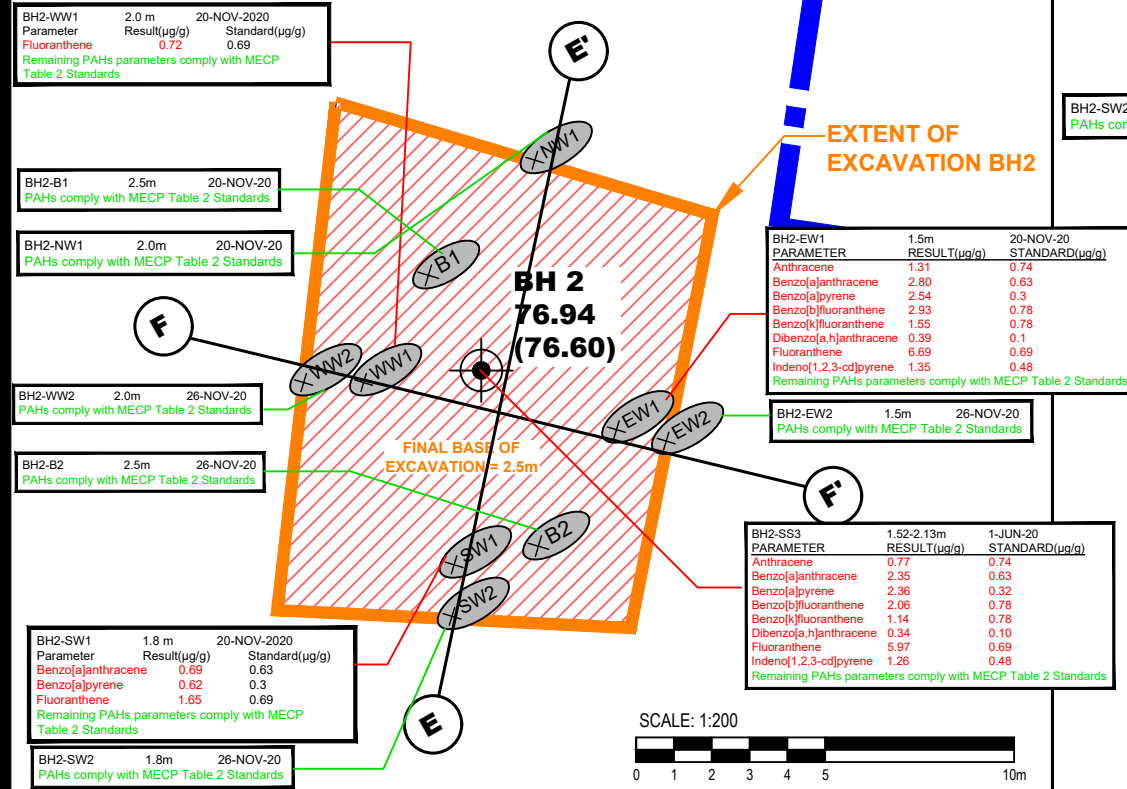 BH2-WW1 2.0 m 20-NOV-2020
Parameter Result(µg/g) Standard(µg/g)
Fluoranthene 0.72 0.69
Remaining PAHs parameters comply with MECP
Table 2 Standards
E'
BH2-SW2
PAHs com
EXTENT OF
EXCAVATION BH2
NW1
BH2-B1 2.5m 20-NOV-20
PAHs comply with MECP Table 2 Standards
BH2-NW1 2.0m 20-NOV-20
PAHs comply with MECP Table 2 Standards
B1
BH 2
76.94
(76.60)
BH2-EW1 1.5m 20-NOV-20
PARAMETER RESULT(µg/g) STANDARD(µg/g)
Anthracene 1.31 0.74
Benzo[a]anthracene 2.80 0.63
Benzo[a]pyrene 2.54 0.3
Benzo[b]fluoranthene 2.93 0.78
Benzo[k]fluoranthene 1.55 0.78
Dibenzo[a,h]anthracene 0.39 0.1
Fluoranthene 6.69 0.69
Indeno[1,2,3-cd]pyrene 1.35 0.48
Remaining PAHs parameters comply with MECP Table 2 Standards
F
WW2
WW1
BH2-WW2 2.0m 26-NOV-20
PAHs comply with MECP Table 2 Standards
EW1
EW2
BH2-EW2 1.5m 26-NOV-20
PAHs comply with MECP Table 2 Standards
FINAL BASE OF
EXCAVATION = 2.5m
BH2-B2 2.5m 26-NOV-20
PAHs comply with MECP Table 2 Standards
F'
B2
SW1
SW2
BH2-SS3 1.52-2.13m 1-JUN-20
PARAMETER RESULT(µg/g) STANDARD(µg/g)
Anthracene 0.77 0.74
Benzo[a]anthracene 2.35 0.63
Benzo[a]pyrene 2.36 0.32
Benzo[b]fluoranthene 2.06 0.78
Benzo[k]fluoranthene 1.14 0.78
Dibenzo[a,h]anthracene 0.34 0.10
Fluoranthene 5.97 0.69
Indeno[1,2,3-cd]pyrene 1.26 0.48
Remaining PAHs parameters comply with MECP Table 2 Standards
BH2-SW1 1.8 m 20-NOV-2020
Parameter Result(µg/g) Standard(µg/g)
Benzo[a]anthracene 0.69 0.63
Benzo[a]pyrene 0.62 0.3
Fluoranthene 1.65 0.69
Remaining PAHs parameters comply with MECP
Table 2 Standards
E
BH2-SW2 1.8m 26-NOV-20
PAHs comply with MECP Table 2 Standards
SCALE: 1:200
0 1 2 3 4 5 10m